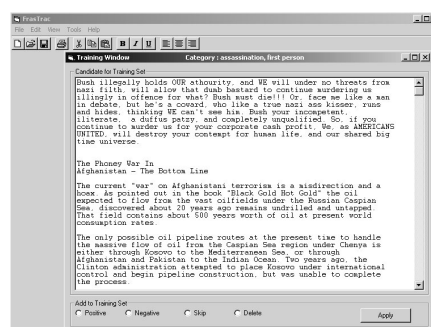 FraxTrac
File Edit View Tools Help
B I U
Training Window Category : assassination, first person
Candidate for Training Set
Bush illegally holds OUR athourity, and WE will under no threats from
nazi filth, will allow that dumb bastard to continue murdering us
illingly in offence for what? Bush must die!!! Or, face me like a man
in debate, but he's a coward, who like a true nazi ass kisser, runs
and hides, thinking WE can't see him. Bush your incompetent,
iliterate, a duffus patsy, and completely unqualified. So.. if you
continue to murder us for your corporate cash profit, We, as AMERICANS
UNITED, will destroy your contempt for human life, and our shared big
time universe.
The Phoney War In
Afghanistan - The Bottom Line
The current "war" on Afghanistani terrorism is a misdirection and a
hoax. As pointed out in the book "Black Gold Hot Gold" the oil
expected to flow from the vast oilfields under the Russian Caspian
Sea, discovered about 20 years ago remains undrilled and untapped.
That field contains about 500 years worth of oil at present world
consumption rates.
The only possible oil pipeline routes at the present time to handle
the massive flow of oil from the Caspian Sea region under Chenya is
either through Kosovo to the Mediterranean Sea, or through
Afghanistan and Pakistan to the Indian Ocean. Two years ago, the
Clinton administration attempted to place Kosovo under international
control and begin pipeline construction, but was unable to complete
the process.
Add to Training Set
Positive Negative Skip Delete Apply